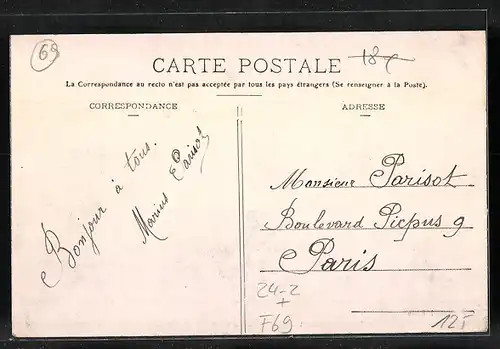 69
CARTE POSTALE
La Correspondance au recto n'est pas acceptée par tous les pays étrangers (Se renseigner à la Poste).
CORRESPONDANCE
ADRESSE
Bonjour à tous.
Marius Parisot
Monsieur Parisot
Boulevard Picpus 9
Paris
24-2
F69
12F